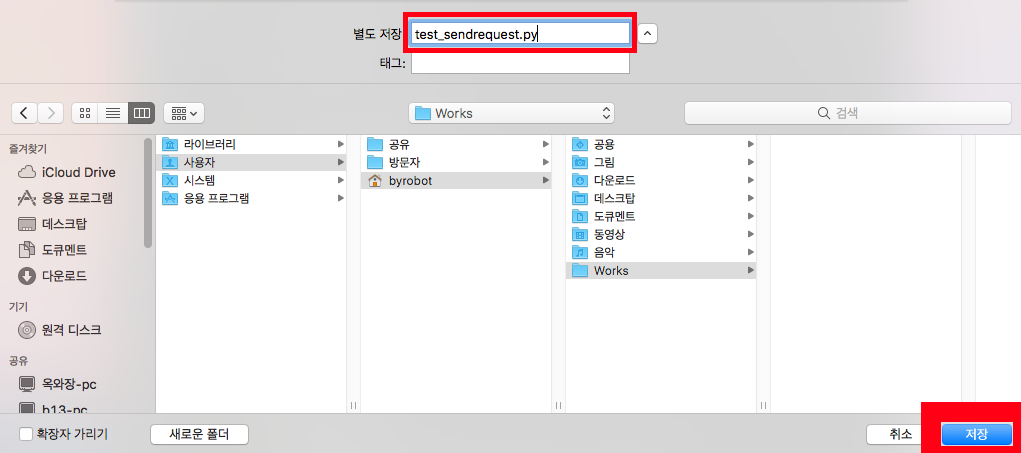 별도 저장: test_sendrequest.py
태그:
Works
검색
즐겨찾기
iCloud Drive
응용 프로그램
데스크탑
도큐멘트
다운로드
기기
원격 디스크
공유
옥와장-pc
h13-pc
라이브러리
사용자
시스템
응용 프로그램
공유
방문자
byrobot
공용
그림
다운로드
데스크탑
도큐멘트
동영상
음악
Works
확장자 가리기
새로운 폴더
취소
저장